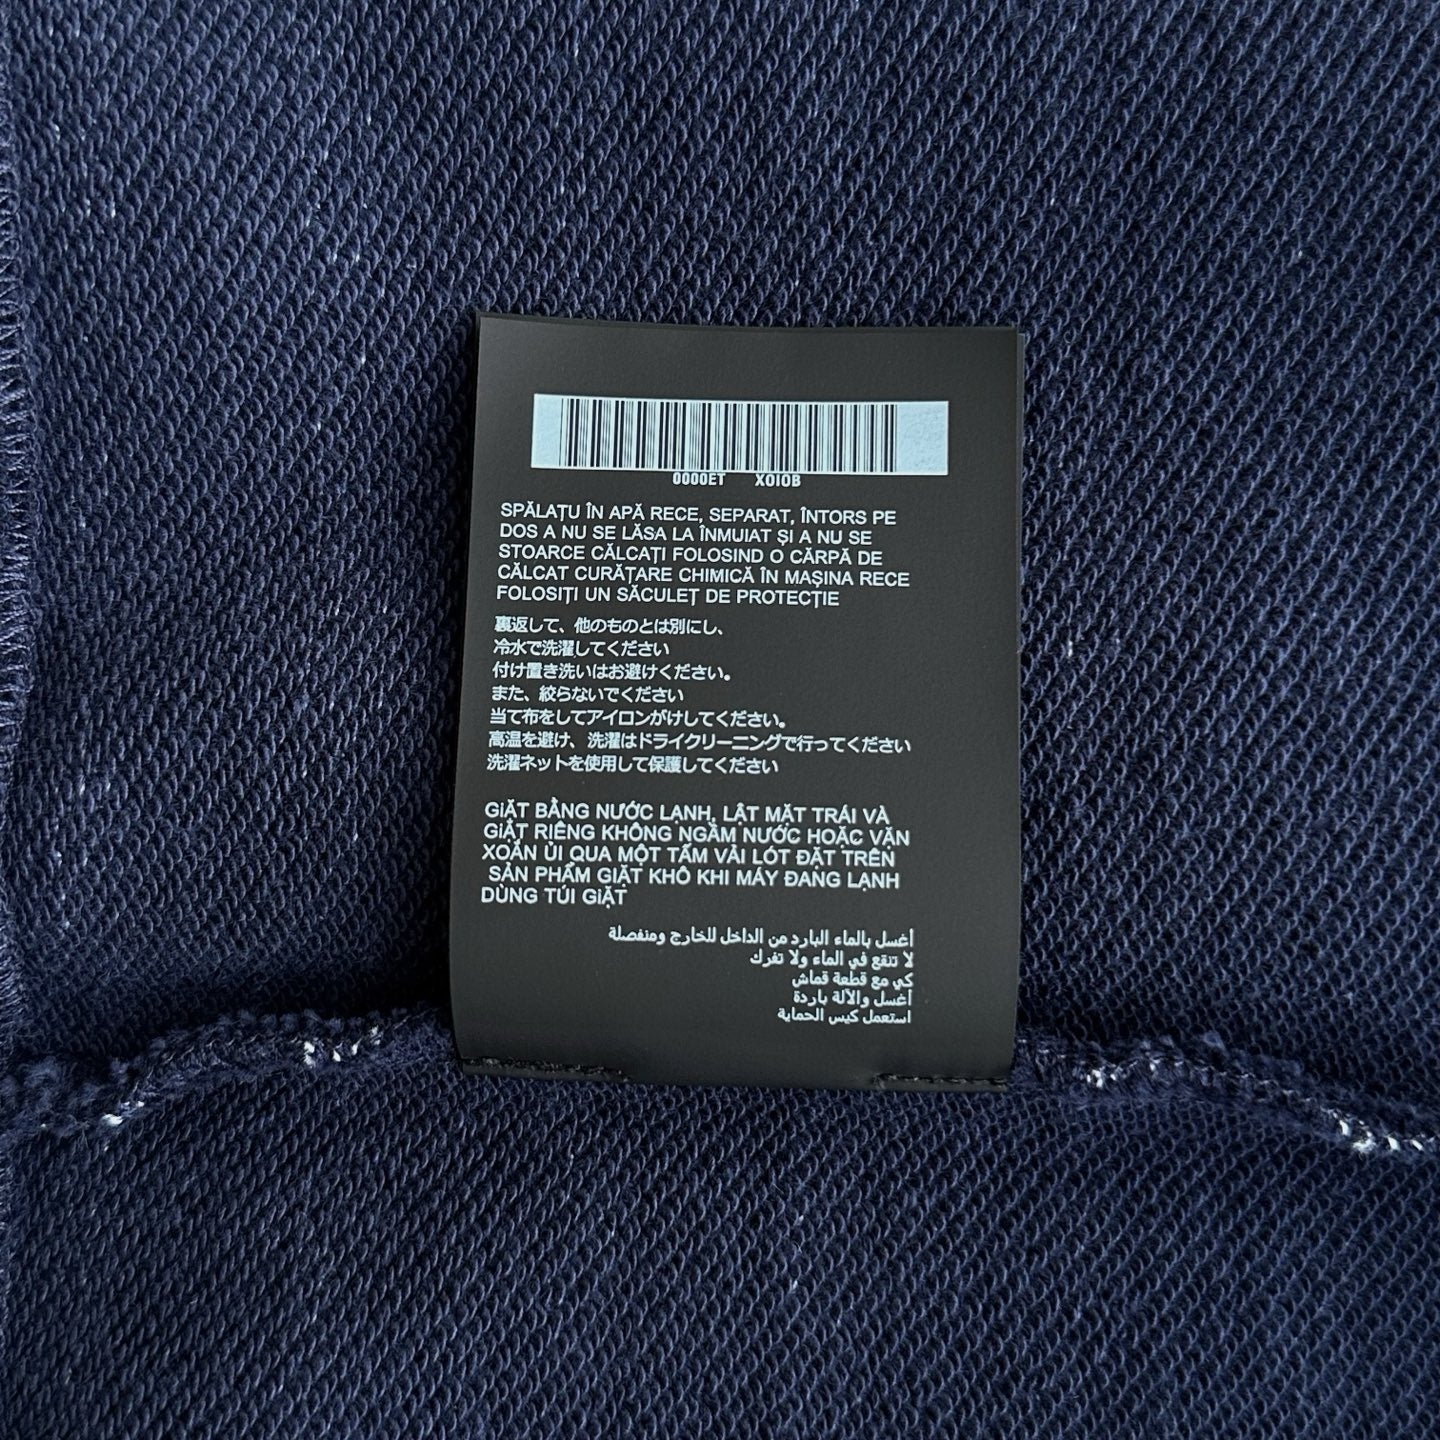 0000ET X0I0B
SPĂLAȚU ÎN APĂ RECE, SEPARAT, ÎNTORS PE
DOS A NU SE LĂSA LA ÎNMUIAT ȘI A NU SE
STOARCE CĂLCAȚI FOLOSIND O CÂRPĂ DE
CĂLCAT CURĂȚARE CHIMICĂ ÎN MAȘINA RECE
FOLOSIȚI UN SĂCULEȚ DE PROTECȚIE
裏返して、他のものとは別にし、
冷水で洗濯してください
付け置き洗いはお避けください。
また、絞らないでください
当て布をしてアイロンがけしてください。
高温を避け、洗濯はドライクリーニングで行ってください
洗濯ネットを使用して保護してください
GiẶT BẰNG NƯỚC LẠNH, LẬT MẶT TRÁI VÀ
GiẶT RIÊNG KHÔNG NGÂM NƯỚC HOẶC VẶN
XOẮN ỦI QUA MỘT TẤM VẢI LÓT ĐẶT TRÊN
SẢN PHẨM GIẶT KHÔ KHI MÁY ĐANG LẠNH
DÙNG TÚI GIẶT
أغسل بالماء البارد من الداخل للخارج ومنفصلة
لا تنقع في الماء ولا تفرك
كي مع قطعة قماش
أغسل والآلة باردة
استعمل كيس الحماية